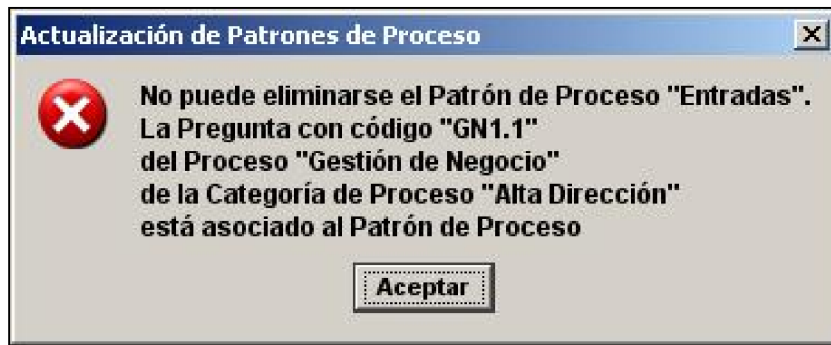 Actualización de Patrones de Proceso
No puede eliminarse el Patrón de Proceso "Entradas".
La Pregunta con código "GN1.1"
del Proceso "Gestión de Negocio"
de la Categoría de Proceso "Alta Dirección"
está asociado al Patrón de Proceso
Aceptar